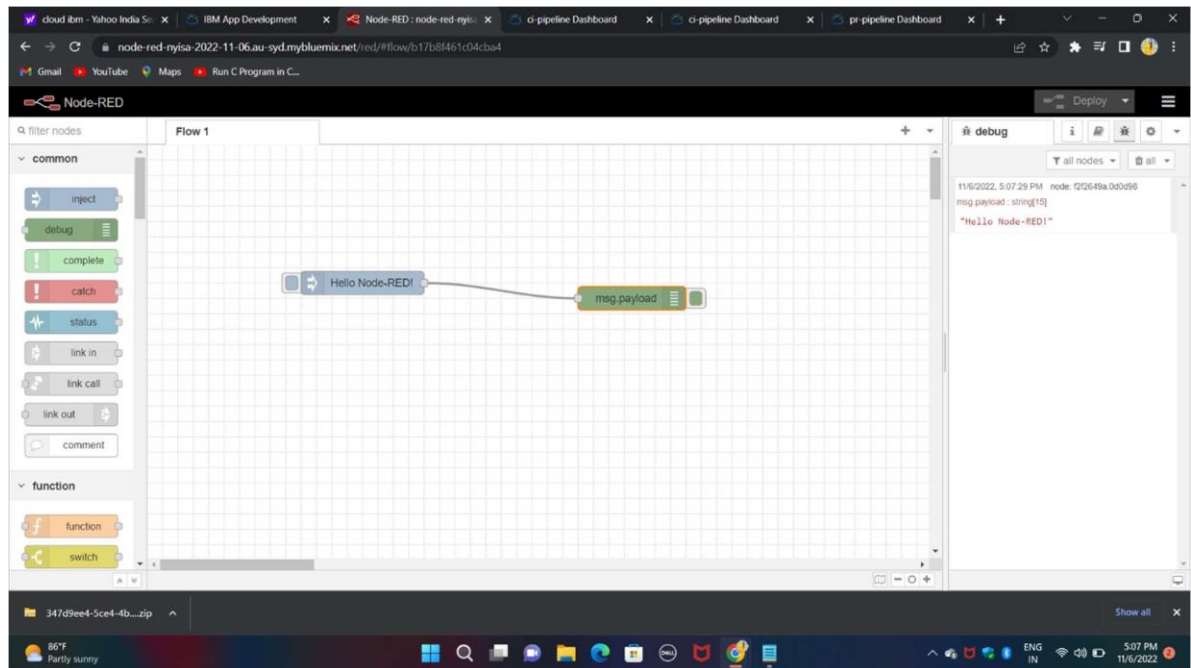 cloud ibm - Yahoo India Se
IBM App Development
Node-RED : node-red-nyisa
ci-pipeline Dashboard
ci-pipeline Dashboard
pr-pipeline Dashboard
node-red-nyisa-2022-11-06.au-syd.mybluemix.net/red/#flow/b17b8f461c04cba4
Gmail
YouTube
Maps
Run C Program in C...
Node-RED
Deploy
filter nodes
Flow 1
debug
all nodes
all
common
inject
debug
complete
catch
status
link in
link call
link out
comment
function
function
switch
Hello Node-RED!
msg.payload
11/6/2022, 5:07:29 PM node: f2f2649a.0d0d98
msg.payload : string[15]
"Hello Node-RED!"
347d9ee4-5ce4-4b....zip
Show all
86°F
Partly sunny
DELL
ENG
IN
5:07 PM
11/6/2022
2